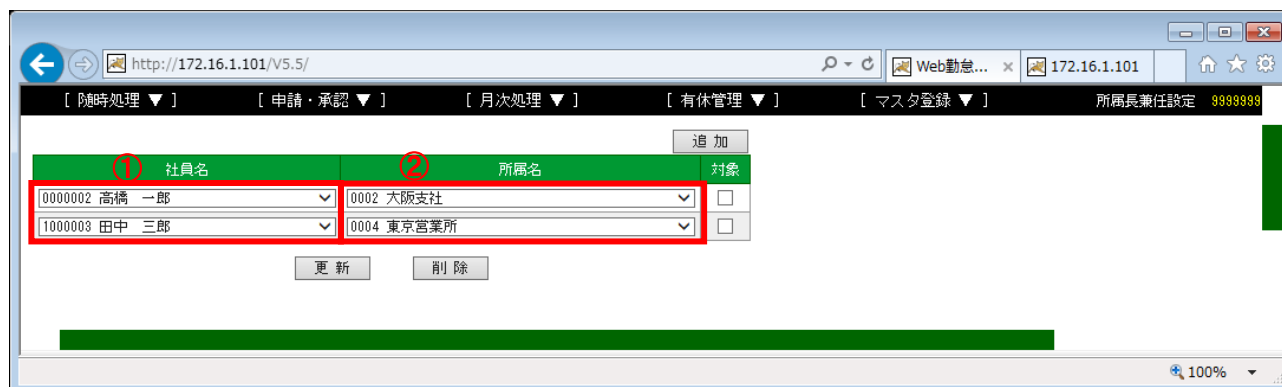 http://172.16.1.101/V5.5/ Web勤怠... × 172.16.1.101
[ 随時処理 ▼ ] [ 申請・承認 ▼ ] [ 月次処理 ▼ ] [ 有休管理 ▼ ] [ マスタ登録 ▼ ] 所属長兼任設定 9999999
追 加
① 社員名 ② 所属名 対象
0000002 高橋 一郎 0002 大阪支社
1000003 田中 三郎 0004 東京営業所
更 新 削 除
100%